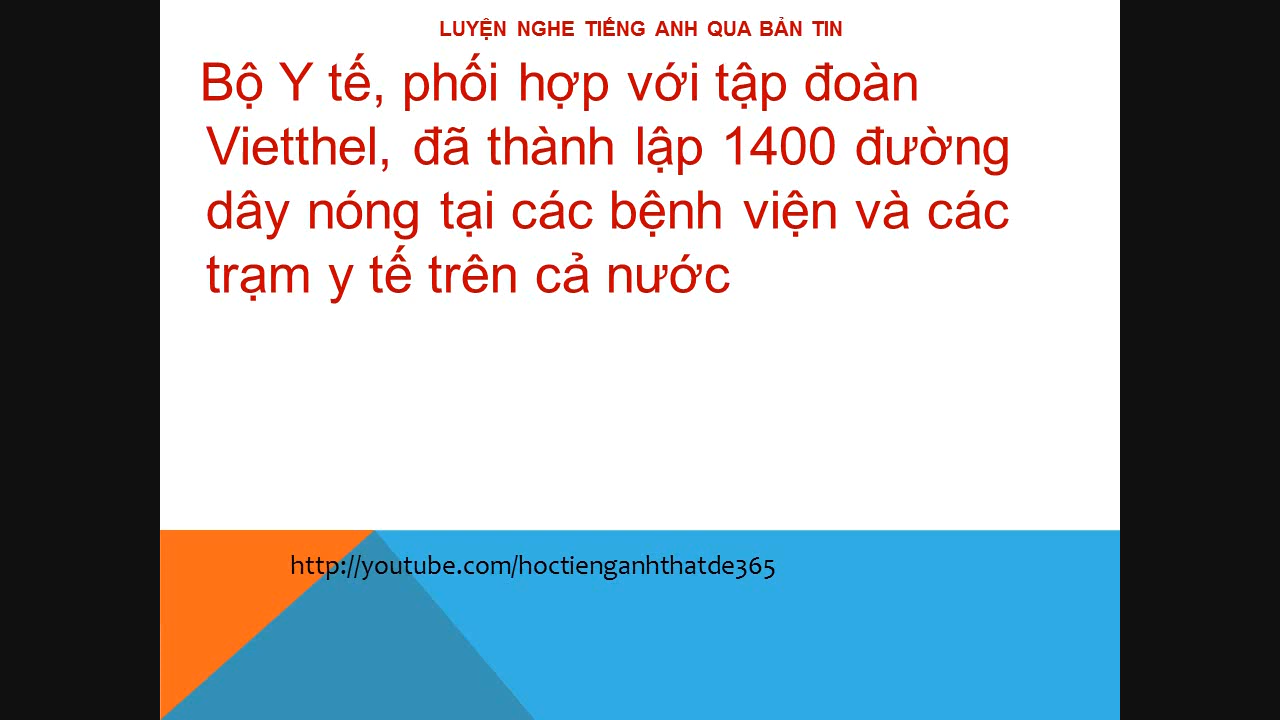 LUYỆN NGHE TIẾNG ANH QUA BẢN TIN
Bộ Y tế, phối hợp với tập đoàn
Vietthel, đã thành lập 1400 đường
dây nóng tại các bệnh viện và các
trạm y tế trên cả nước
http://youtube.com/hoctienganhthatde365